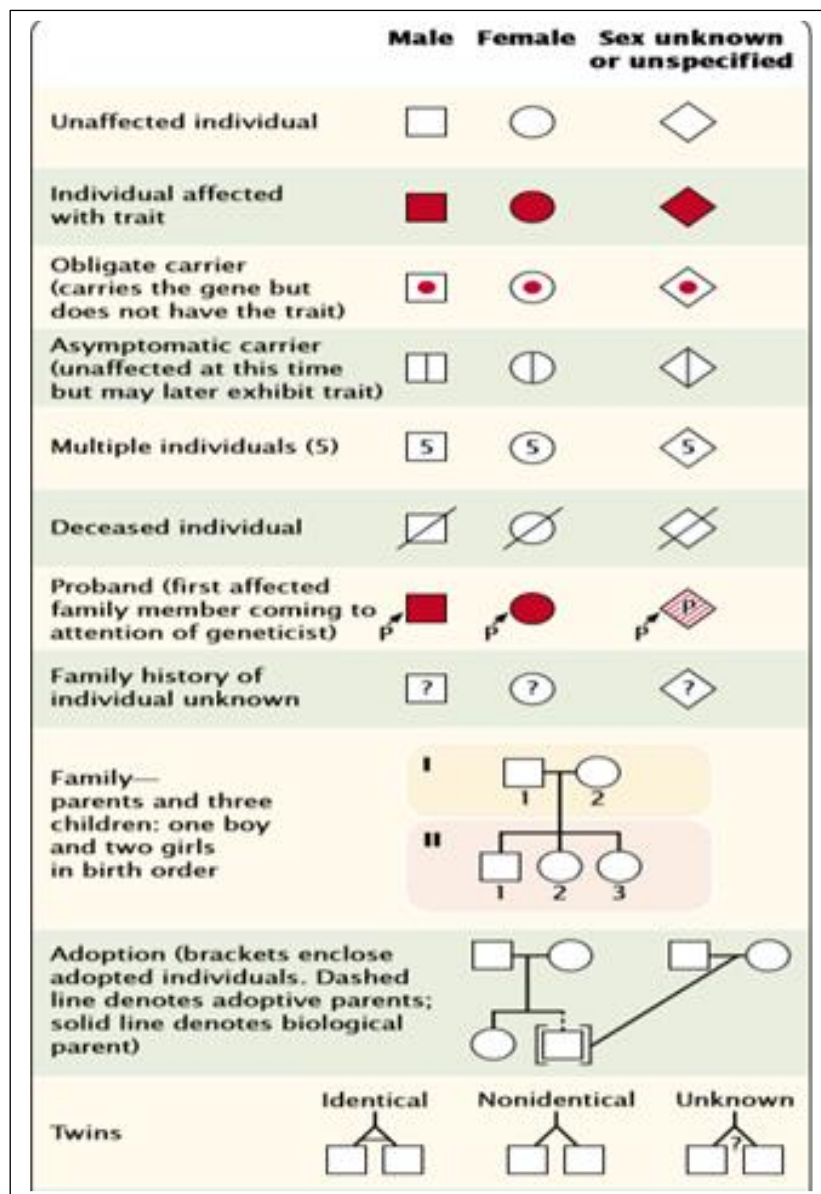 Male Female Sex unknown
or unspecified
Unaffected individual
Individual affected
with trait
Obligate carrier
(carries the gene but
does not have the trait)
Asymptomatic carrier
(unaffected at this time
but may later exhibit trait)
Multiple individuals (5)
5 5 5
Deceased individual
Proband (first affected
family member coming to
attention of geneticist)
P P P P
Family history of
individual unknown
? ? ?
Family—
parents and three
children: one boy
and two girls
in birth order
I
1 2
II
1 2 3
Adoption (brackets enclose
adopted individuals. Dashed
line denotes adoptive parents;
solid line denotes biological
parent)
Identical Nonidentical Unknown
Twins
?